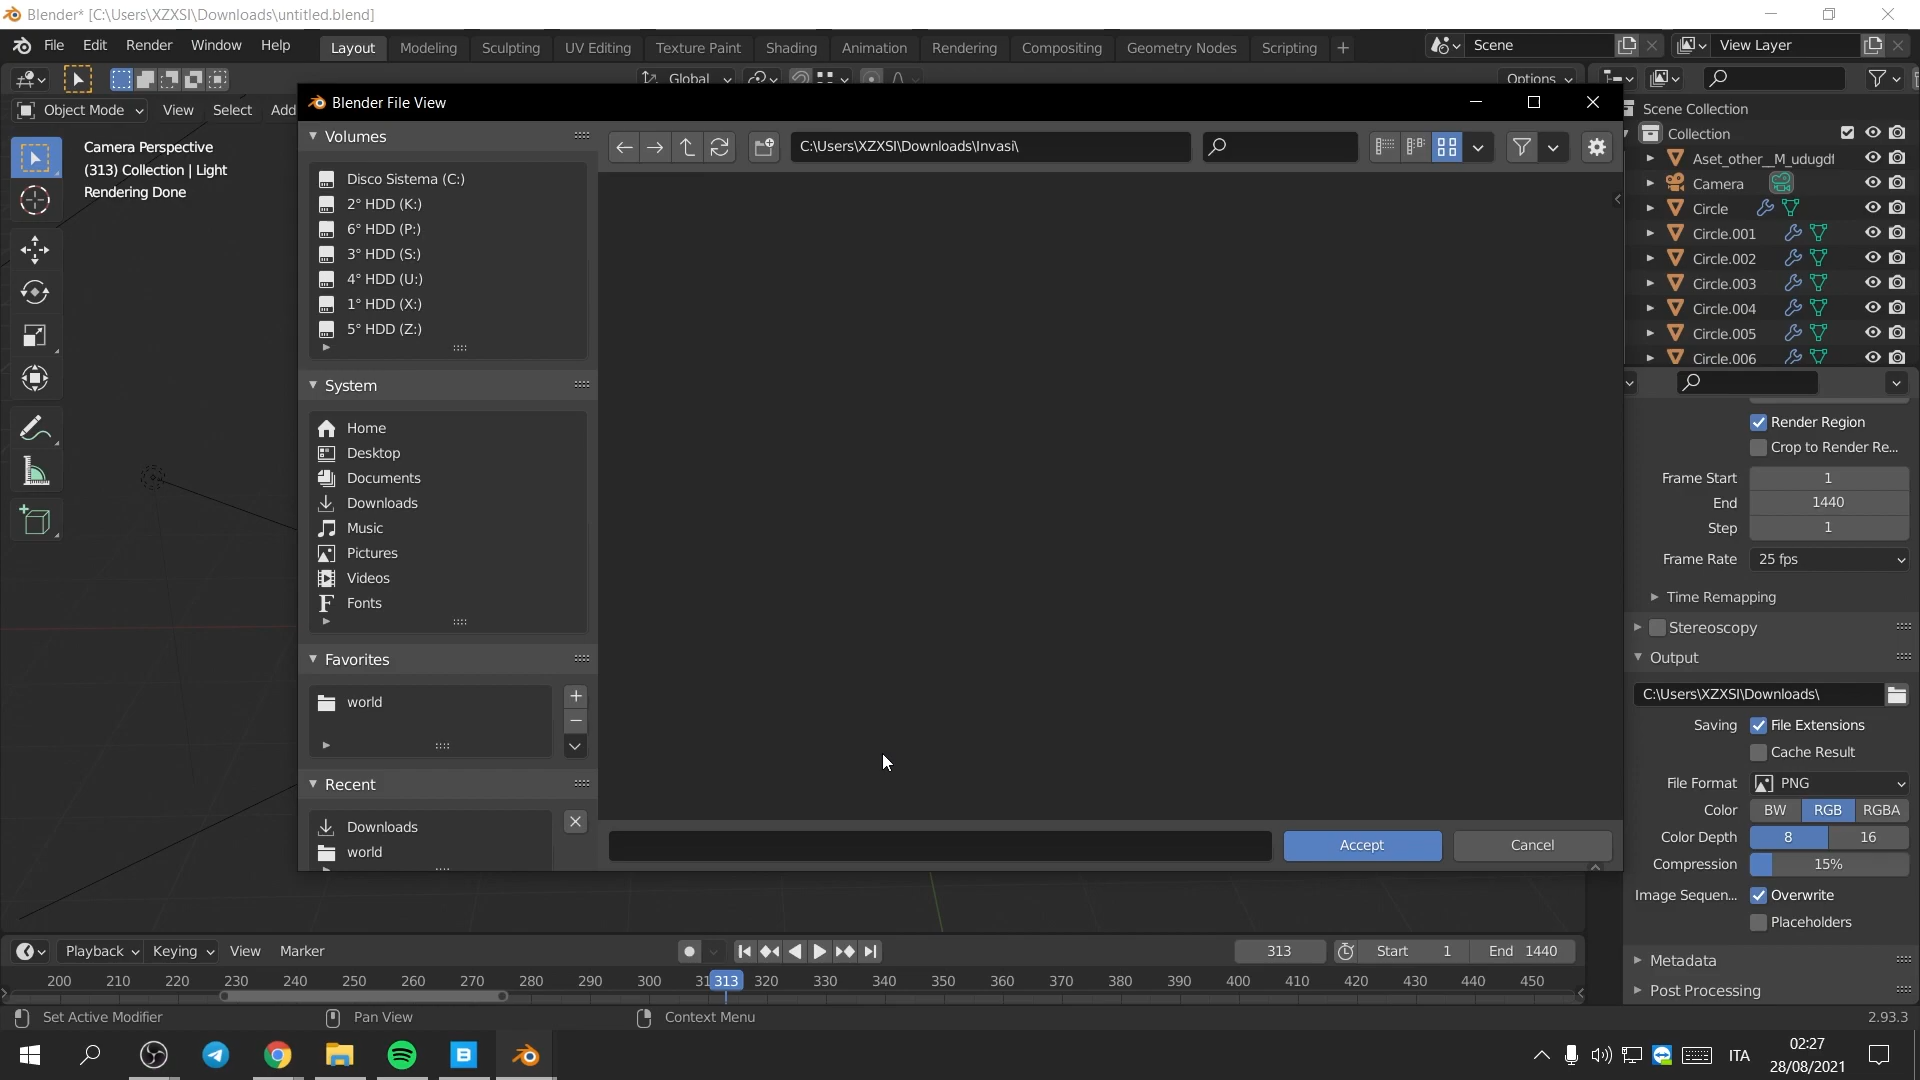 Blender* [C:\Users\XZXSI\Downloads\untitled.blend]
File Edit Render Window Help Layout Modeling Sculpting UV Editing Texture Paint Shading Animation Rendering Compositing Geometry Nodes Scripting + Scene View Layer
Global Options
Object Mode View Select Add
Camera Perspective
(313) Collection | Light
Rendering Done
Blender File View
Volumes
Disco Sistema (C:)
2° HDD (K:)
6° HDD (P:)
3° HDD (S:)
4° HDD (U:)
1° HDD (X:)
5° HDD (Z:)
System
Home
Desktop
Documents
Downloads
Music
Pictures
Videos
Fonts
Favorites
world
Recent
Downloads
world
C:\Users\XZXSI\Downloads\Invasi\
Accept Cancel
Scene Collection
Collection
Aset_other__M_udugdl
Camera
Circle
Circle.001
Circle.002
Circle.003
Circle.004
Circle.005
Circle.006
Render Region
Crop to Render Re...
Frame Start 1
End 1440
Step 1
Frame Rate 25 fps
Time Remapping
Stereoscopy
Output
C:\Users\XZXSI\Downloads\
Saving File Extensions
Cache Result
File Format PNG
Color BW RGB RGBA
Color Depth 8 16
Compression 15%
Image Sequen... Overwrite
Placeholders
Metadata
Post Processing
Playback Keying View Marker 313 Start 1 End 1440
200 210 220 230 240 250 260 270 280 290 300 31 313 320 330 340 350 360 370 380 390 400 410 420 430 440 450
Set Active Modifier Pan View Context Menu 2.93.3
ITA
02:27
28/08/2021